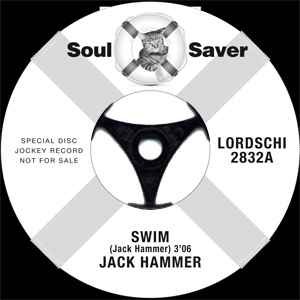 Soul Saver
SPECIAL DISC
JOCKEY RECORD
NOT FOR SALE
LORDSCHI
2832A
SWIM
(Jack Hammer) 3'06
JACK HAMMER